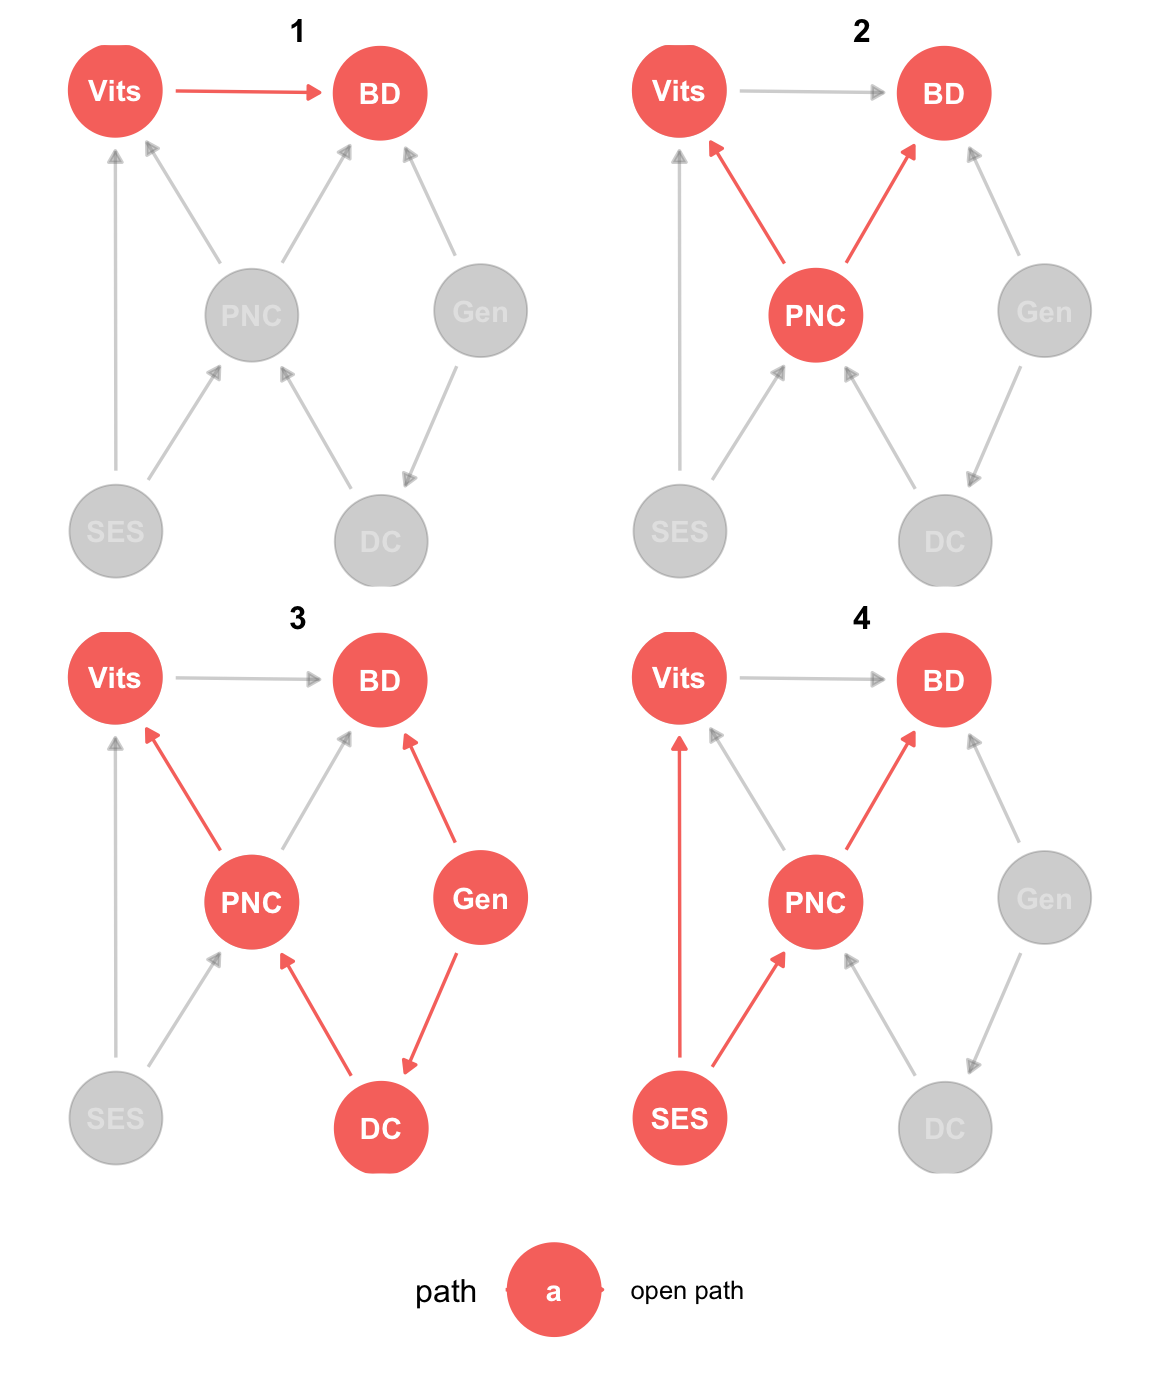 1
2
Vits
BD
Vits
BD
PNC
Gen
PNC
Gen
SES
DC
SES
DC
3
4
Vits
BD
Vits
BD
PNC
Gen
PNC
Gen
SES
DC
SES
DC
path
a
open path